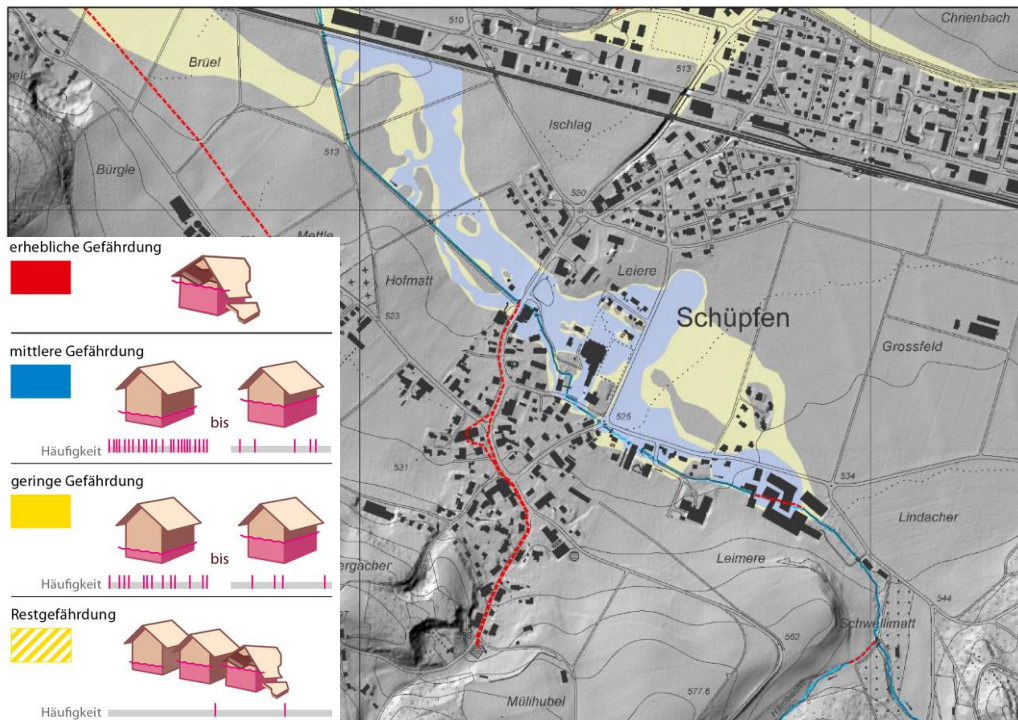 510
Chrienbach
Brüel
513
Ischlag
513
Bürgle
520
Mettle
erhebliche Gefährdung
Leiere
Hofmatt
Schüpfen
523
Grossfeld
mittlere Gefährdung
bis
525
Häufigkeit
531
534
geringe Gefährdung
Lindacher
bis
Leimere
ergacher
Häufigkeit
544
Restgefährdung
Schwellimatt
562
577.6
Mülihubel
Häufigkeit